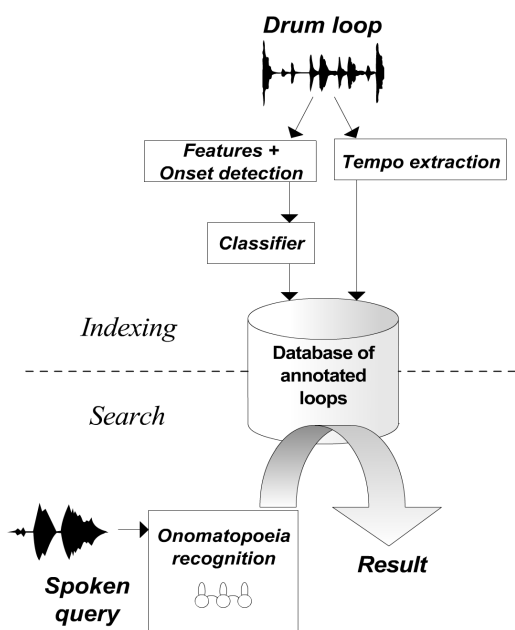 Drum loop
Features +
Onset detection
Tempo extraction
Classifier
Indexing
Database of
annotated
loops
Search
Onomatopoeia
recognition
Spoken
query
Result